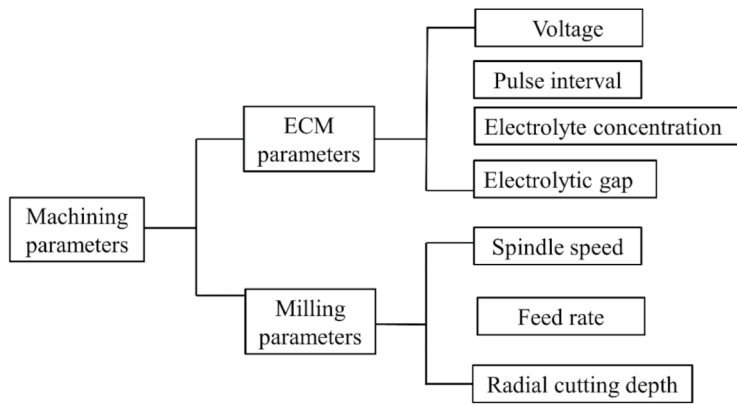 Machining
parameters
ECM
parameters
Voltage
Pulse interval
Electrolyte concentration
Electrolytic gap
Milling
parameters
Spindle speed
Feed rate
Radial cutting depth